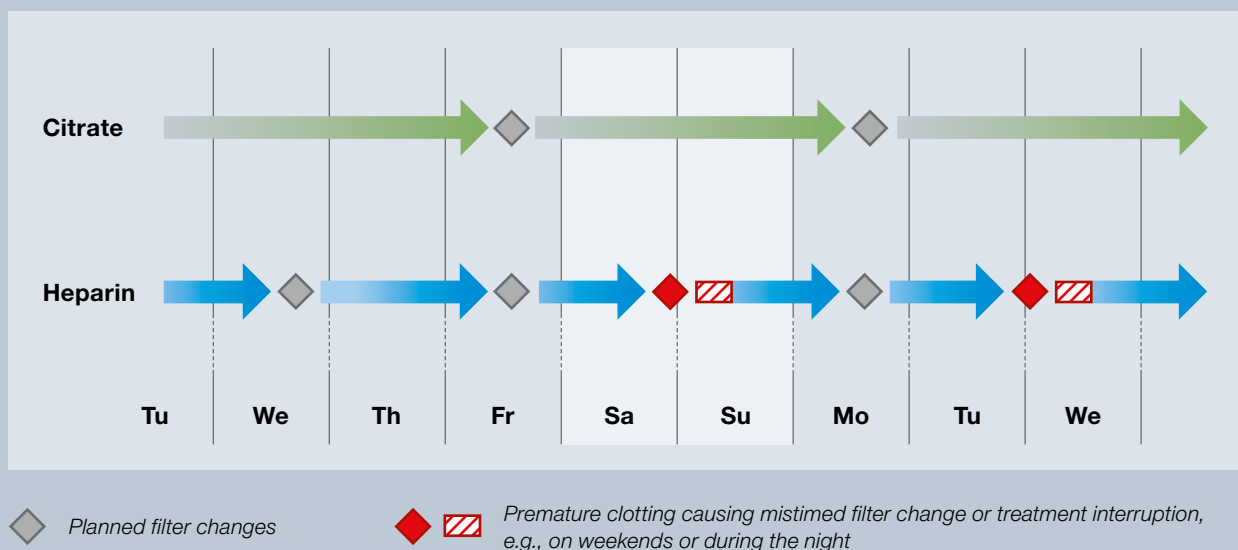 Citrate
Heparin
Tu We Th Fr Sa Su Mo Tu We
Planned filter changes
Premature clotting causing mistimed filter change or treatment interruption,
e.g., on weekends or during the night